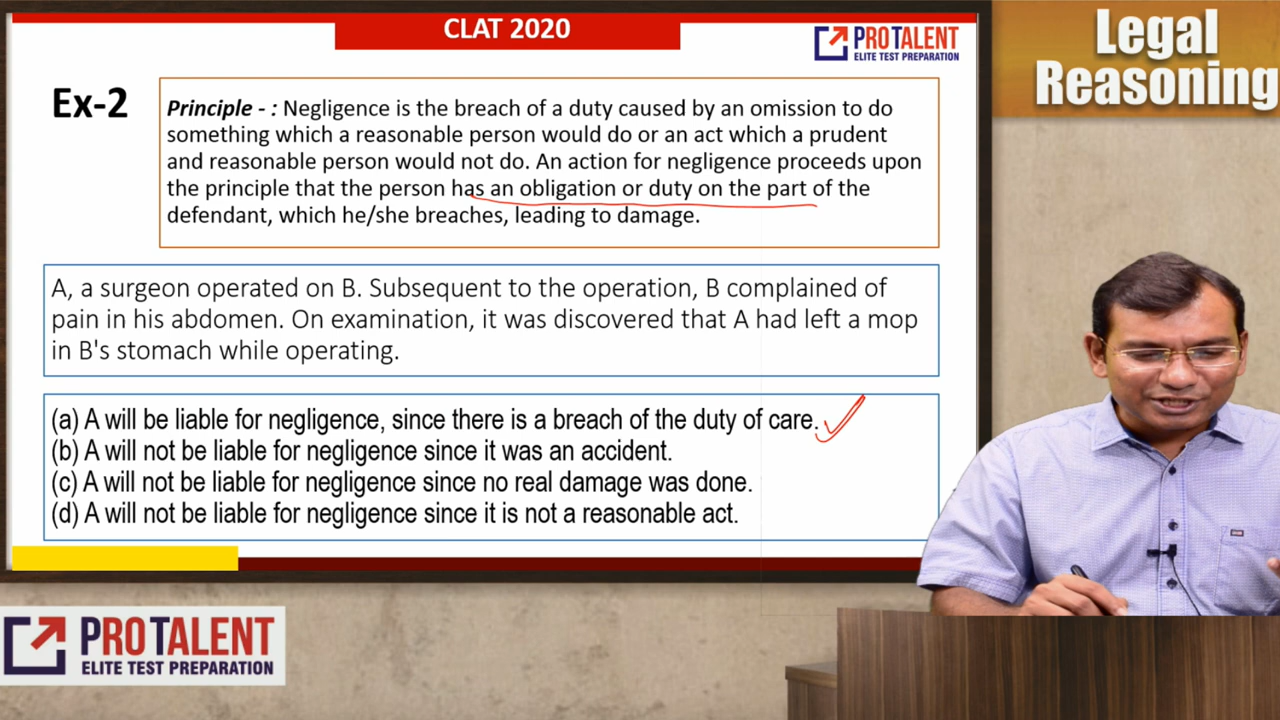 CLAT 2020
PROTALENT
ELITE TEST PREPARATION
Legal
Reasoning
Ex-2
Principle - : Negligence is the breach of a duty caused by an omission to do
something which a reasonable person would do or an act which a prudent
and reasonable person would not do. An action for negligence proceeds upon
the principle that the person has an obligation or duty on the part of the
defendant, which he/she breaches, leading to damage.
A, a surgeon operated on B. Subsequent to the operation, B complained of
pain in his abdomen. On examination, it was discovered that A had left a mop
in B's stomach while operating.
(a) A will be liable for negligence, since there is a breach of the duty of care.
(b) A will not be liable for negligence since it was an accident.
(c) A will not be liable for negligence since no real damage was done.
(d) A will not be liable for negligence since it is not a reasonable act.
PROTALENT
ELITE TEST PREPARATION